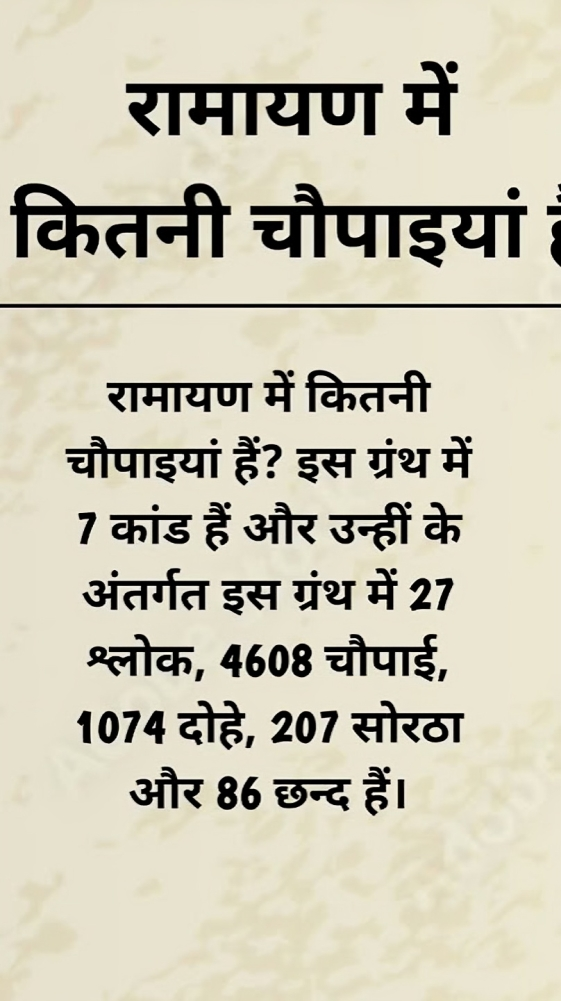 रामायण में
कितनी चौपाइयां
रामायण में कितनी
चौपाइयां हैं? इस ग्रंथ में
7 कांड हैं और उन्हीं के
अंतर्गत इस ग्रंथ में 27
श्लोक, 4608 चौपाई,
1074 दोहे, 207 सोरठा
और 86 छन्द हैं।